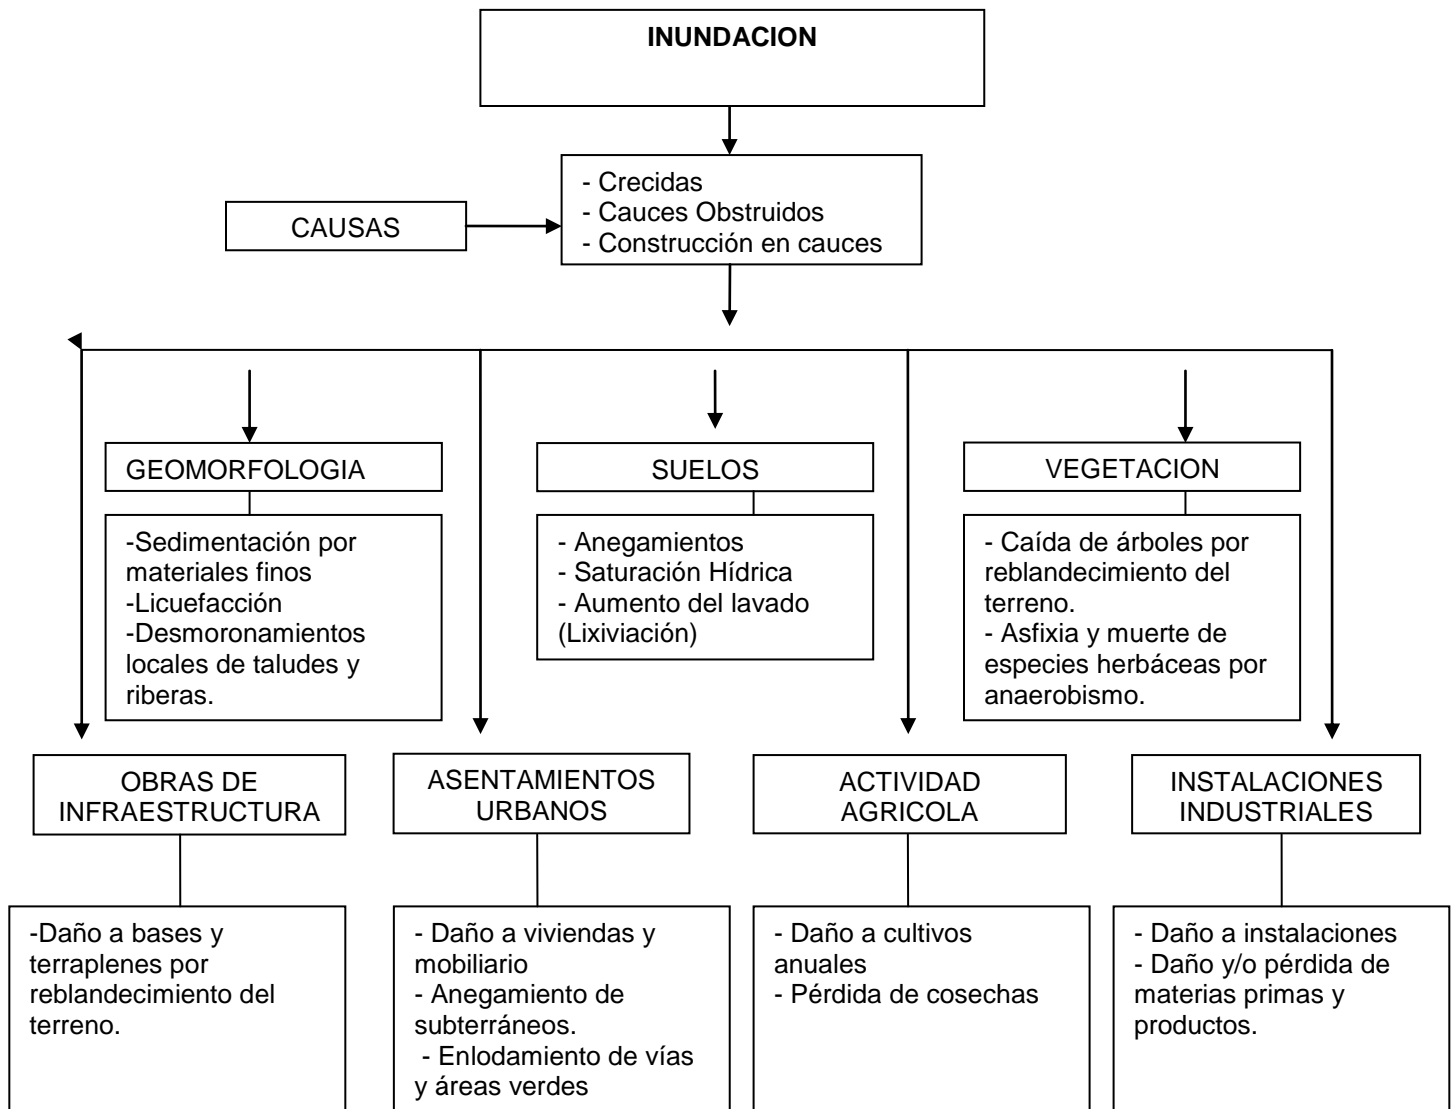 INUNDACION
- Crecidas
- Cauces Obstruidos
- Construcción en cauces
CAUSAS
GEOMORFOLOGIA
-Sedimentación por
materiales finos
-Licuefacción
-Desmoronamientos
locales de taludes y
riberas.
SUELOS
- Anegamientos
- Saturación Hídrica
- Aumento del lavado
(Lixiviación)
VEGETACION
- Caída de árboles por
reblandecimiento del
terreno.
- Asfixia y muerte de
especies herbáceas por
anaerobismo.
OBRAS DE
INFRAESTRUCTURA
-Daño a bases y
terraplenes por
reblandecimiento del
terreno.
ASENTAMIENTOS
URBANOS
- Daño a viviendas y
mobiliario
- Anegamiento de
subterráneos.
- Enlodamiento de vías
y áreas verdes
ACTIVIDAD
AGRICOLA
- Daño a cultivos
anuales
- Pérdida de cosechas
INSTALACIONES
INDUSTRIALES
- Daño a instalaciones
- Daño y/o pérdida de
materias primas y
productos.